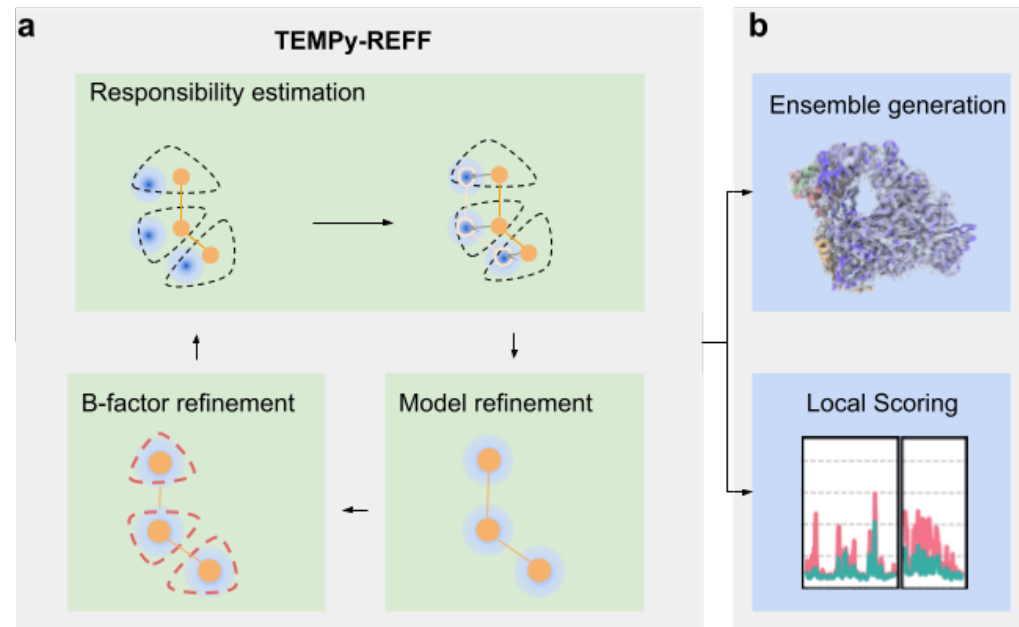 a
TEMPy-REFF
Responsibility estimation
B-factor refinement
Model refinement
b
Ensemble generation
Local Scoring